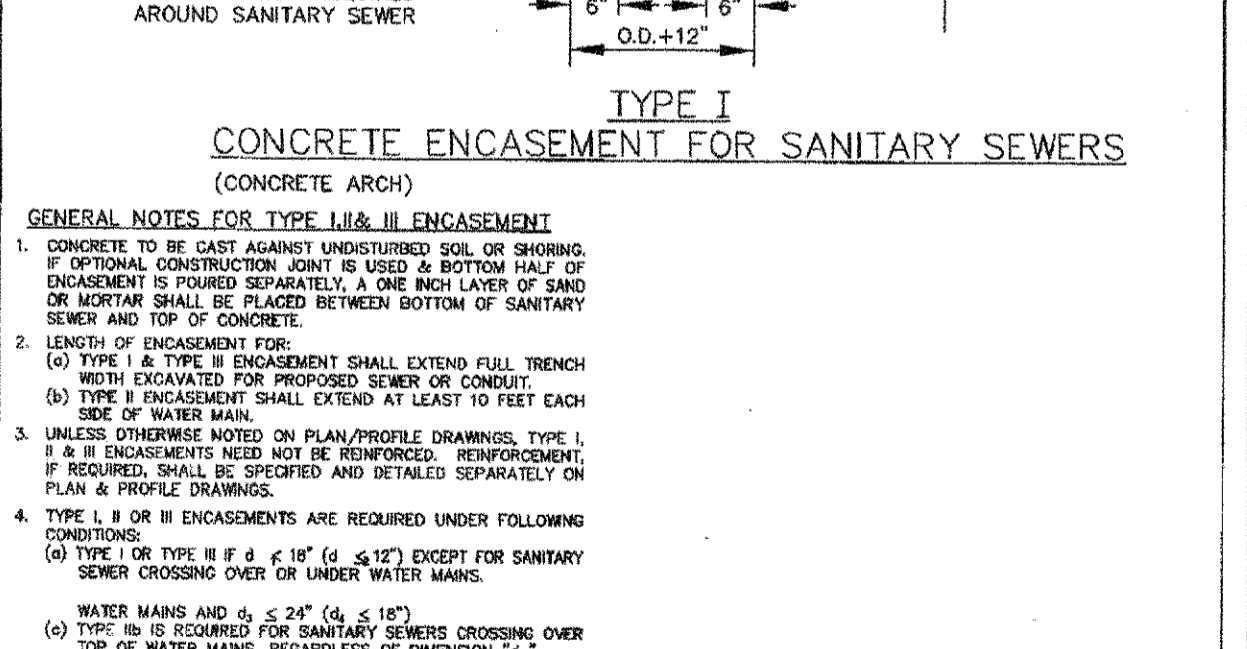 AROUND SANITARY SEWER
6" 6"
O.D.+12"
TYPE I
CONCRETE ENCASEMENT FOR SANITARY SEWERS
(CONCRETE ARCH)
GENERAL NOTES FOR TYPE I,II& III ENCASEMENT
1. CONCRETE TO BE CAST AGAINST UNDISTURBED SOIL OR SHORING.
IF OPTIONAL CONSTRUCTION JOINT IS USED & BOTTOM HALF OF
ENCASEMENT IS POURED SEPARATELY, A ONE INCH LAYER OF SAND
OR MORTAR SHALL BE PLACED BETWEEN BOTTOM OF SANITARY
SEWER AND TOP OF CONCRETE.
2. LENGTH OF ENCASEMENT FOR:
(a) TYPE I & TYPE III ENCASEMENT SHALL EXTEND FULL TRENCH
WIDTH EXCAVATED FOR PROPOSED SEWER OR CONDUIT.
(b) TYPE II ENCASEMENT SHALL EXTEND AT LEAST 10 FEET EACH
SIDE OF WATER MAIN.
3. UNLESS OTHERWISE NOTED ON PLAN/PROFILE DRAWINGS, TYPE I,
II & III ENCASEMENTS NEED NOT BE REINFORCED. REINFORCEMENT,
IF REQUIRED, SHALL BE SPECIFIED AND DETAILED SEPARATELY ON
PLAN & PROFILE DRAWINGS.
4. TYPE I, II OR III ENCASEMENTS ARE REQUIRED UNDER FOLLOWING
CONDITIONS:
(a) TYPE I OR TYPE III IF d 18" (d ≤ 12") EXCEPT FOR SANITARY
SEWER CROSSING OVER OR UNDER WATER MAINS.
WATER MAINS AND d₃ ≤ 24" (d₄ ≤ 18")
(c) TYPE IIb IS REQUIRED FOR SANITARY SEWERS CROSSING OVER
TOP OF WATER MAINS, REGARDLESS OF DIMENSION